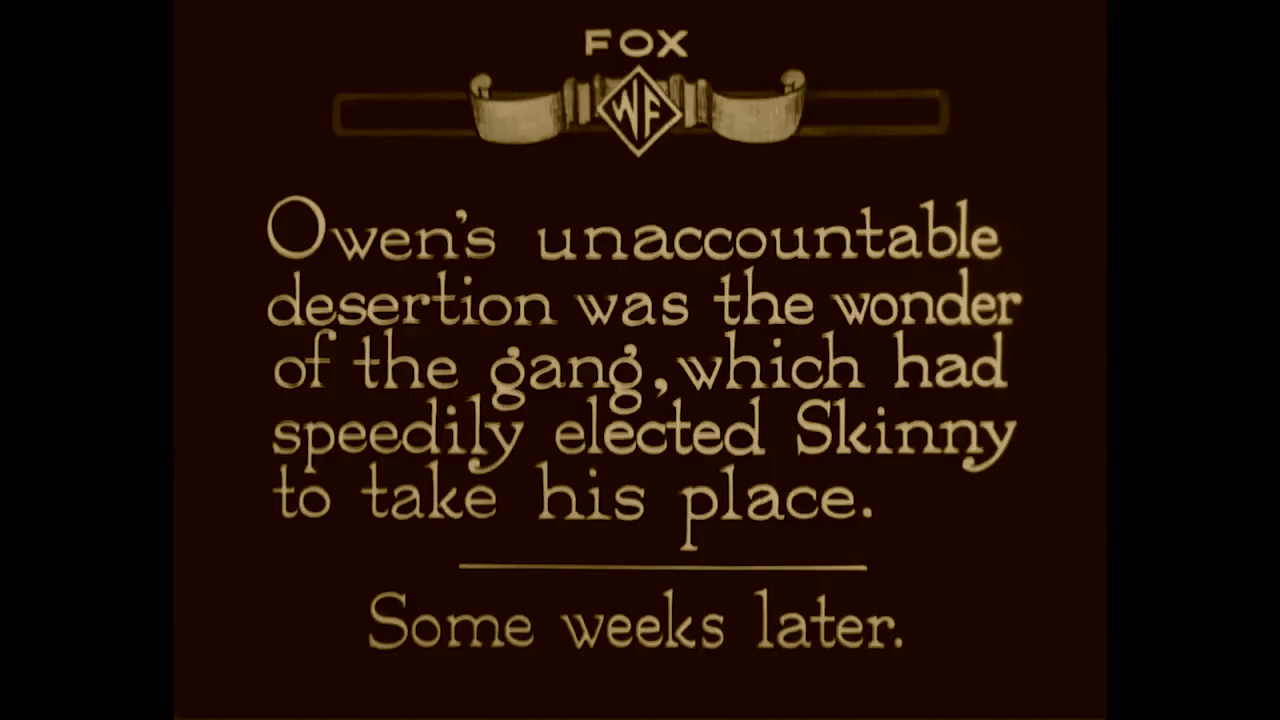 FOX
WF
Owen's unaccountable
desertion was the wonder
of the gang, which had
speedily elected Skinny
to take his place.
Some weeks later.